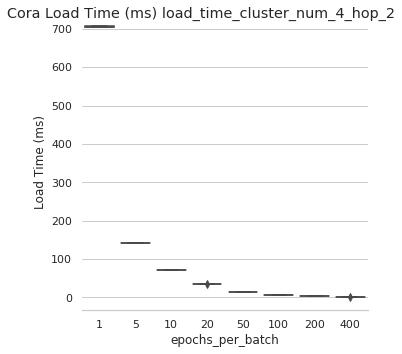 Cora Load Time (ms) load_time_cluster_num_4_hop_2
700
600
500
400
300
200
100
0
Load Time (ms)
1 5 10 20 50 100 200 400
epochs_per_batch